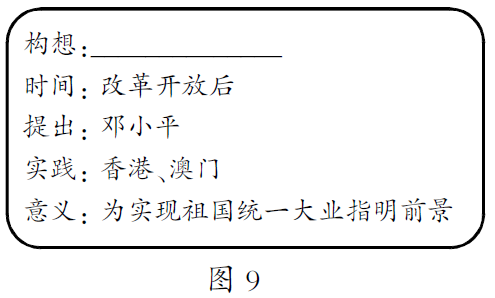 构想:
时间: 改革开放后
提出: 邓小平
实践: 香港、澳门
意义: 为实现祖国统一大业指明前景
图 9